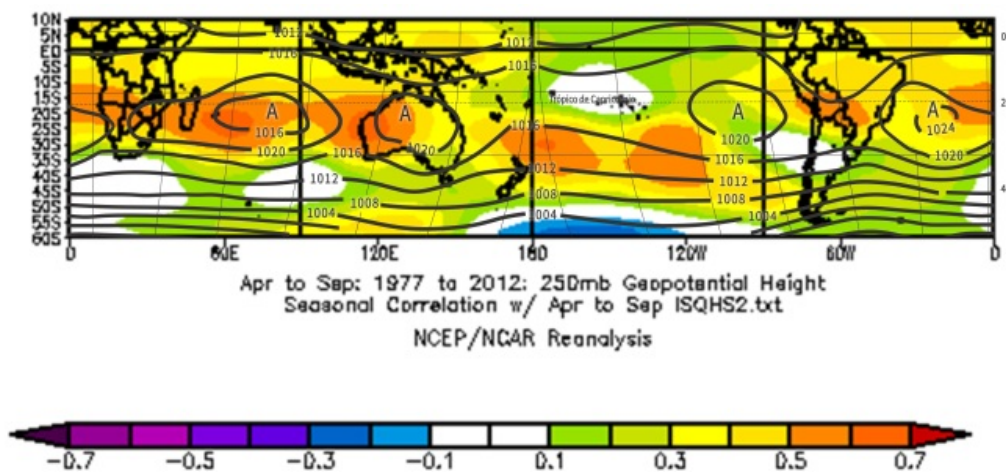 10N
5N
EQ
5S
10S
15S
20S
25S
30S
35S
40S
45S
50S
55S
60S
1012
1016
1012
1016
Trópico de Capricórnio
A
1016
1020
A
1020
1016
1016
1012
1008
1004
1012
1008
1004
A
1020
1016
1012
1008
1004
A
1024
1020
0
2
4
0 60E 120E 180 120W 60W 0
Apr to Sep: 1977 to 2012: 250mb Geopotential Height
Seasonal Correlation w/ Apr to Sep ISQHS2.txt
NCEP/NCAR Reanalysis
-0.7 -0.5 -0.3 -0.1 0.1 0.3 0.5 0.7